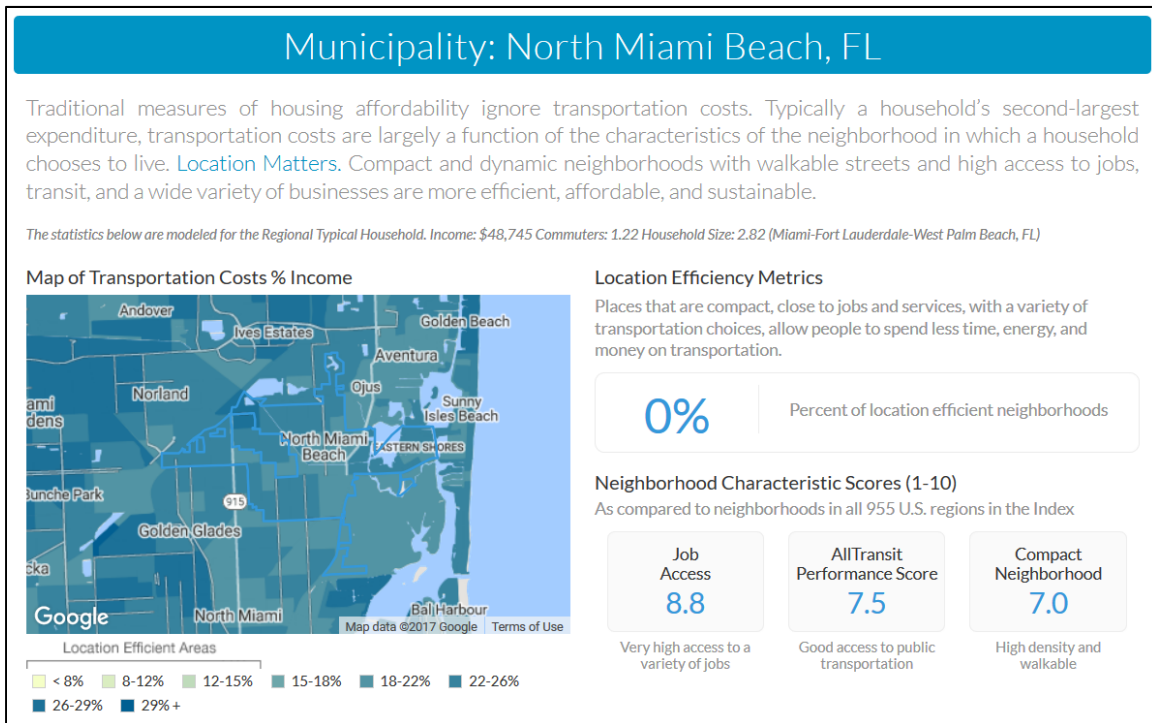 Municipality: North Miami Beach, FL
Traditional measures of housing affordability ignore transportation costs. Typically a household's second-largest
expenditure, transportation costs are largely a function of the characteristics of the neighborhood in which a household
chooses to live. Location Matters. Compact and dynamic neighborhoods with walkable streets and high access to jobs,
transit, and a wide variety of businesses are more efficient, affordable, and sustainable.
The statistics below are modeled for the Regional Typical Household. Income: $48,745 Commuters: 1.22 Household Size: 2.82 (Miami-Fort Lauderdale-West Palm Beach, FL)
Map of Transportation Costs % Income
Andover
Ives Estates
Golden Beach
Aventura
Ojus
Norland
ami
dens
Sunny
Isles Beach
North Miami
Beach
EASTERN SHORES
Bunche Park
915
Golden Glades
cka
North Miami
Bal Harbour
Google
Map data ©2017 Google
Terms of Use
Location Efficient Areas
< 8%
8-12%
12-15%
15-18%
18-22%
22-26%
26-29%
29% +
Location Efficiency Metrics
Places that are compact, close to jobs and services, with a variety of
transportation choices, allow people to spend less time, energy, and
money on transportation.
0%
Percent of location efficient neighborhoods
Neighborhood Characteristic Scores (1-10)
As compared to neighborhoods in all 955 U.S. regions in the Index
Job
Access
8.8
Very high access to a
variety of jobs
AllTransit
Performance Score
7.5
Good access to public
transportation
Compact
Neighborhood
7.0
High density and
walkable